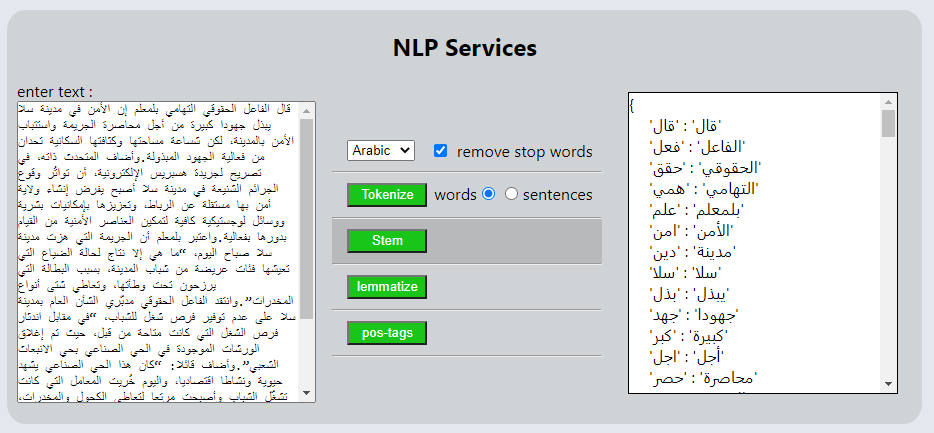 NLP Services
enter text :
قال الفاعل الحقوقي التهامي بلمعلم إن الأمن في مدينة سلا
يبذل جهودا كبيرة من أجل محاصرة الجريمة واستتباب
الأمن بالمدينة، لكن شساعة مساحتها وكثافتها السكانية تحدان
من فعالية الجهود المبذولة.وأضاف المتحدث ذاته، في
تصريح لجريدة هسبريس الإلكترونية، أن تواتُر وقوع
الجرائم الشنيعة في مدينة سلا أصبح يفرض إنشاء ولاية
أمن بها مستقلة عن الرباط، وتعزيزها بإمكانيات بشرية
ووسائل لوجستيكية كافية لتمكين العناصر الأمنية من القيام
بدورها بفعالية.واعتبر بلمعلم أن الجريمة التي هزت مدينة
سلا صباح اليوم، “ما هي إلا نتاج لحالة الضياع التي
تعيشها فئات عريضة من شباب المدينة، بسبب البطالة التي
يرزحون تحت وطأتها، وتعاطي شتى أنواع
المخدرات”.وانتقد الفاعل الحقوقي مدبّري الشأن العام بمدينة
سلا على عدم توفير فرص شغل للشباب، “في مقابل اندثار
فرص الشغل التي كانت متاحة من قبل، حيث تم إغلاق
الورشات الموجودة في الحي الصناعي بحي الانبعاث
الشعبي”.وأضاف قائلا: “كان هذا الحي الصناعي يشهد
حيوية ونشاطا اقتصاديا، واليوم خُربت المعامل التي كانت
تشغّل الشباب وأصبحت مرتعا لتعاطي الكحول والمخدرات،
Arabic remove stop words
Tokenize words sentences
Stem
lemmatize
pos-tags
{
'قال' : 'قال'
'الفاعل' : 'فعل'
'الحقوقي' : 'حقق'
'التهامي' : 'همي'
'بلمعلم' : 'علم'
'الأمن' : 'امن'
'مدينة' : 'دين'
'سلا' : 'سلا'
'يبذل' : 'بذل'
'جهودا' : 'جهد'
'كبيرة' : 'كبر'
'أجل' : 'اجل'
'محاصرة' : 'حصر'